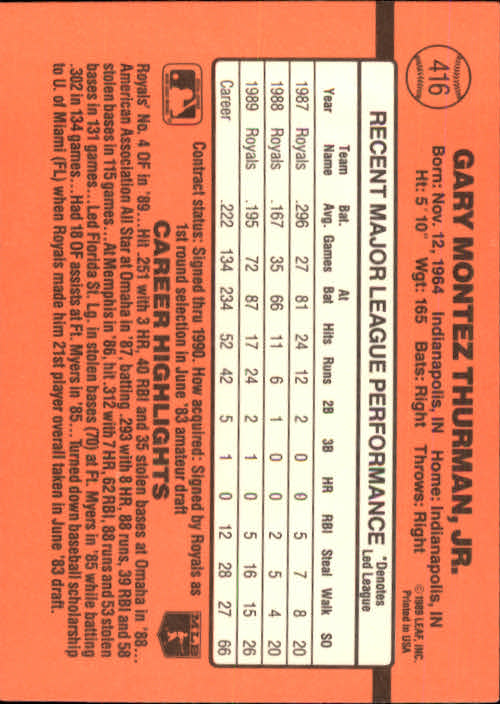 416
GARY MONTEZ THURMAN, JR.
Born: Nov. 12, 1964 Indianapolis, IN Home: Indianapolis, IN
Ht: 5' 10" Wgt: 165 Bats: Right Throws: Right
© 1989 LEAF, INC.
Printed in USA
RECENT MAJOR LEAGUE PERFORMANCE *Denotes Led League
Year Team Name Bat. Avg. Games At Bat Hits Runs 2B 3B HR RBI Steal Walk SO
1987 Royals .296 27 81 24 12 2 0 0 5 7 8 20
1988 Royals .167 35 66 11 6 1 0 0 2 5 4 20
1989 Royals .195 72 87 17 24 2 1 0 5 16 15 26
Career .222 134 234 52 42 5 1 0 12 28 27 66
Contract status: Signed thru 1990. How acquired: Signed by Royals as
1st round selection in June '83 amateur draft
MLB
CAREER HIGHLIGHTS
Royals' No. 4 OF in '89...Hit .251 with 3 HR, 40 RBI and 35 stolen bases at Omaha in '88...
American Association All Star at Omaha in '87, batting .293 with 8 HR, 88 runs, 39 RBI and 58
stolen bases in 115 games...At Memphis in '86, hit .312 with 7 HR, 62 RBI, 88 runs and 53 stolen
bases in 131 games...Led Florida St. Lg. in stolen bases (70) at Ft. Myers in '85 while batting
.302 in 134 games...Had 18 OF assists at Ft. Myers in '85...Turned down baseball scholarship
to U. of Miami (FL) when Royals made him 21st player overall taken in June '83 draft.